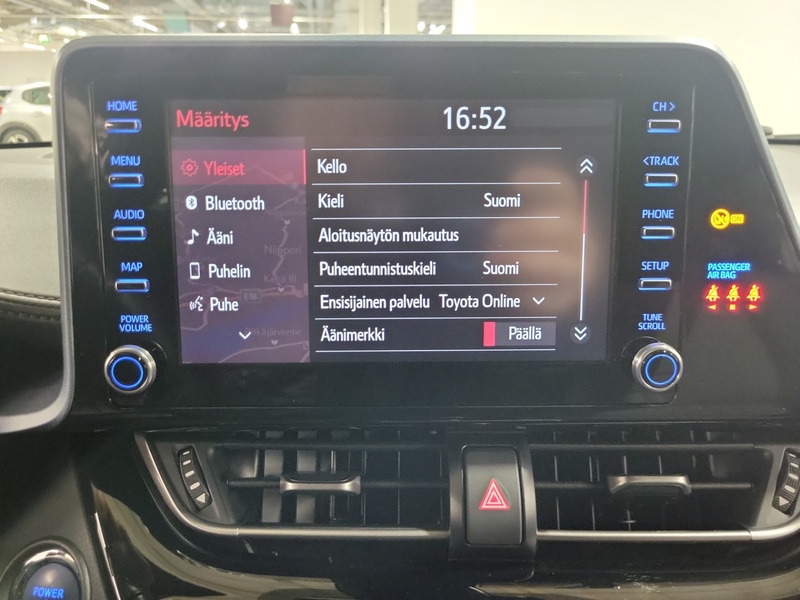 HOME
MENU
AUDIO
MAP
POWER
VOLUME
Määritys
16:52
Yleiset
Bluetooth
Ääni
Puhelin
Puhe
Kello
Kieli Suomi
Aloitusnäytön mukautus
Puheentunnistuskieli Suomi
Ensisijainen palvelu Toyota Online
Äänimerkki Päällä
CH >
< TRACK
PHONE
SETUP
TUNE
SCROLL
ON
PASSENGER
AIR BAG
POWER